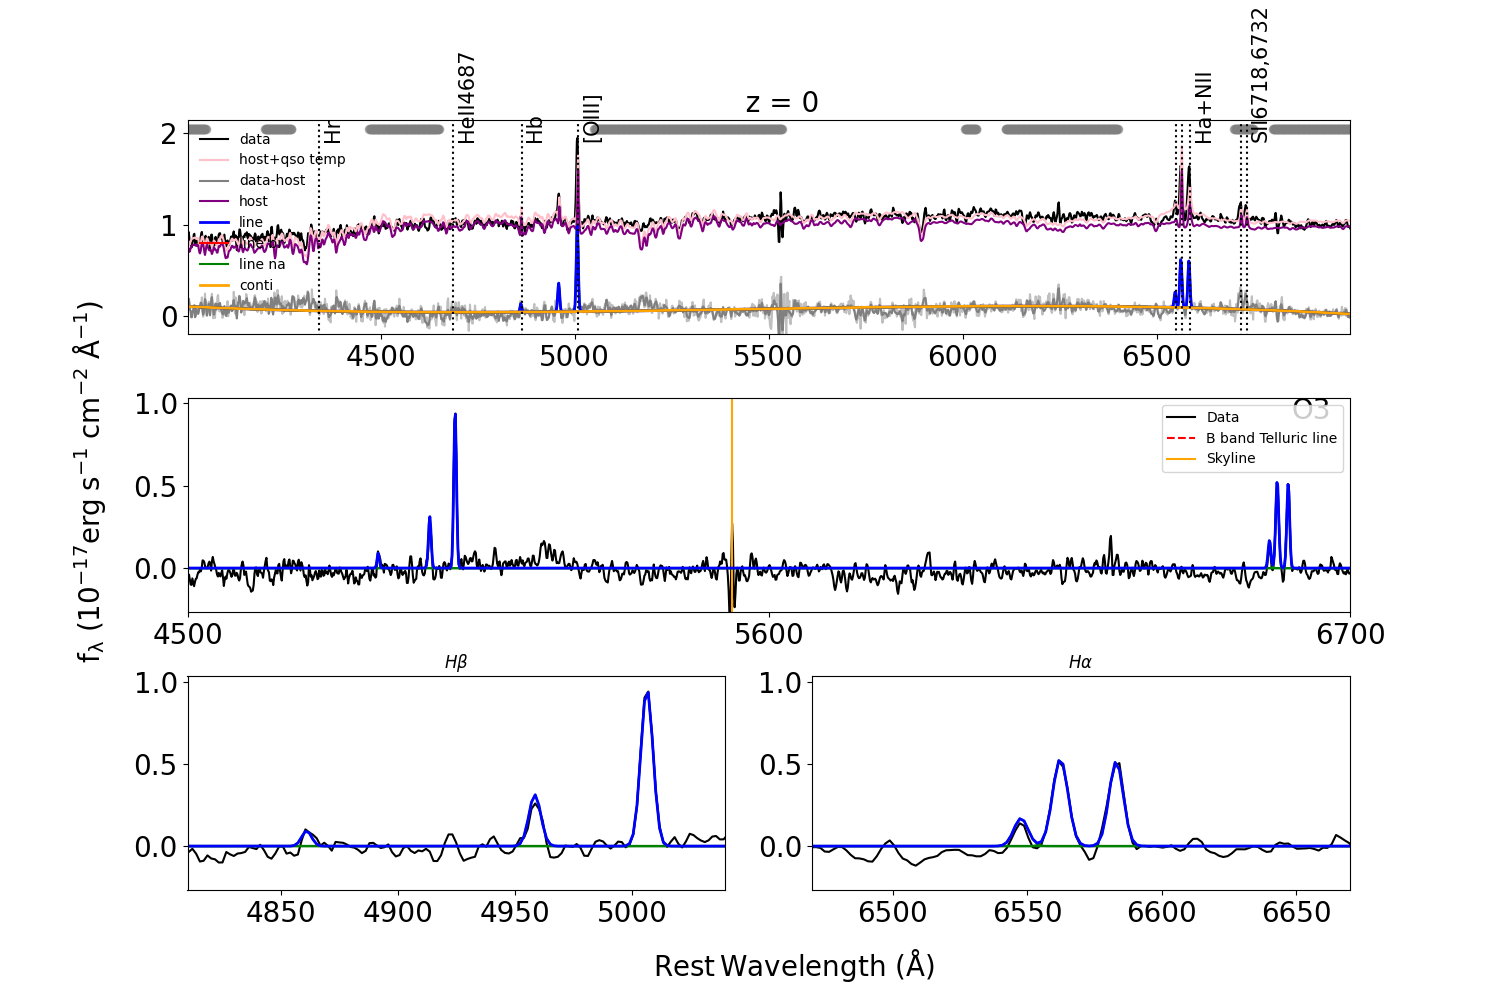 z = 0
Hr
HeII4687
Hb
[OIII]
Ha+NII
SII6718,6732
data
host+qso temp
data-host
host
line
line br
line na
conti
2
1
0
4500
5000
5500
6000
6500
fλ (10−17erg s−1 cm−2 Å−1)
O3
Data
B band Telluric line
Skyline
1.0
0.5
0.0
4500
5600
6700
Hβ
1.0
0.5
0.0
4850
4900
4950
5000
Hα
1.0
0.5
0.0
6500
6550
6600
6650
Rest Wavelength (Å)